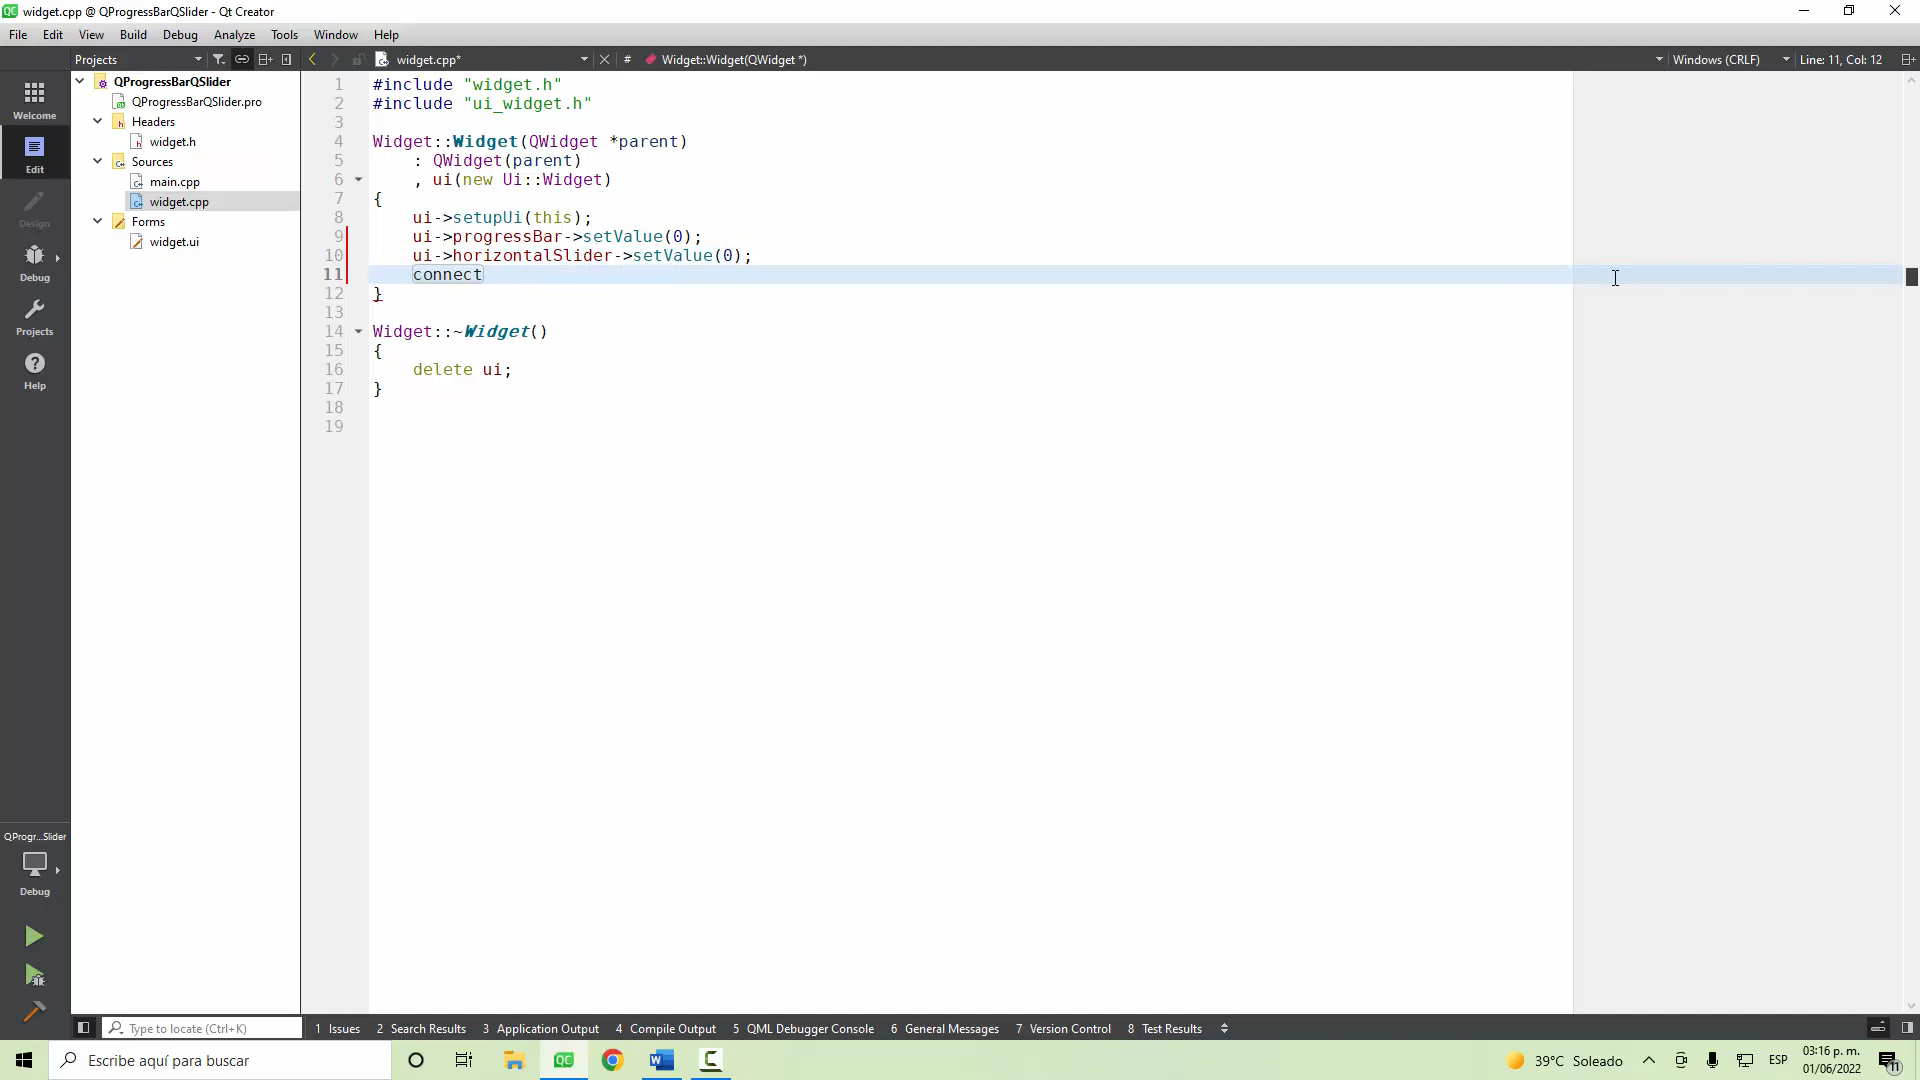 widget.cpp @ QProgressBarQSlider - Qt Creator
File Edit View Build Debug Analyze Tools Window Help
Projects widget.cpp* # Widget::Widget(QWidget *) Windows (CRLF) Line: 11, Col: 12
Welcome
Edit
Design
Debug
Projects
Help
QProgr...Slider
Debug
QProgressBarQSlider
QProgressBarQSlider.pro
Headers
widget.h
Sources
main.cpp
widget.cpp
Forms
widget.ui
1 #include "widget.h"
2 #include "ui_widget.h"
3
4 Widget::Widget(QWidget *parent)
5 : QWidget(parent)
6 , ui(new Ui::Widget)
7 {
8 ui->setupUi(this);
9 ui->progressBar->setValue(0);
10 ui->horizontalSlider->setValue(0);
11 connect
12 }
13
14 Widget::~Widget()
15 {
16 delete ui;
17 }
18
19
Type to locate (Ctrl+K) 1 Issues 2 Search Results 3 Application Output 4 Compile Output 5 QML Debugger Console 6 General Messages 7 Version Control 8 Test Results
Escribe aquí para buscar 39°C Soleado ESP 03:16 p. m.
01/06/2022 11